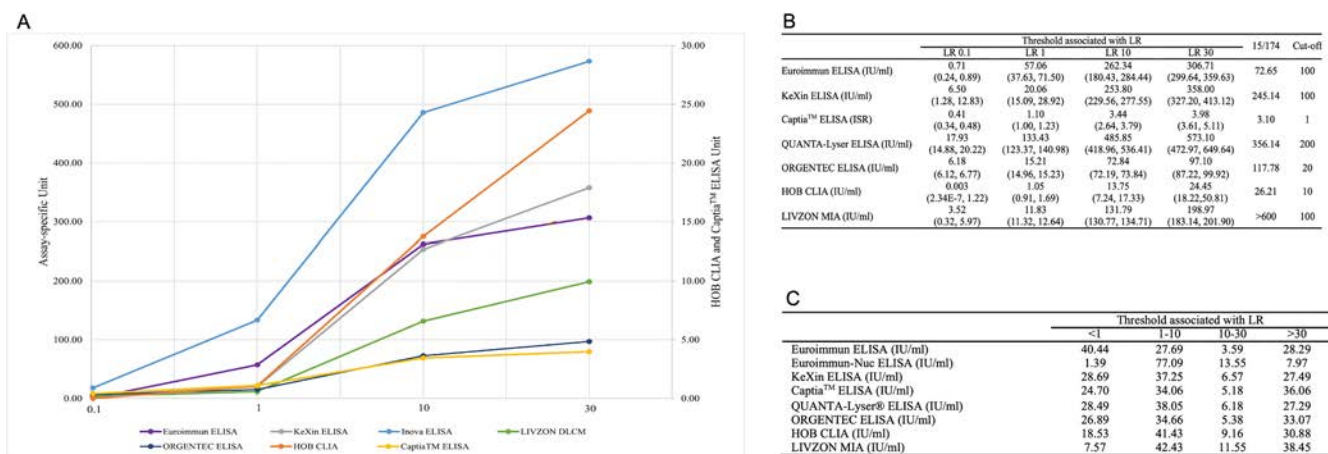 A
600.00
500.00
400.00
300.00
200.00
100.00
0.00
Assay-specific Unit
30.00
25.00
20.00
15.00
10.00
5.00
0.00
HOB CLIA and Captia™ ELISA Unit
0.1 1 10 30
Euroimmun ELISA KeXin ELISA Inova ELISA LIVZON DLCM
ORGENTEC ELISA HOB CLIA CaptiaTM ELISA
B
Threshold associated with LR 15/174 Cut-off
LR 0.1 LR 1 LR 10 LR 30
Euroimmun ELISA (IU/ml) 0.71 57.06 262.34 306.71 72.65 100
(0.24, 0.89) (37.63, 71.50) (180.43, 284.44) (299.64, 359.63)
KeXin ELISA (IU/ml) 6.50 20.06 253.80 358.00 245.14 100
(1.28, 12.83) (15.09, 28.92) (229.56, 277.55) (327.20, 413.12)
Captia™ ELISA (ISR) 0.41 1.10 3.44 3.98 3.10 1
(0.34, 0.48) (1.00, 1.23) (2.64, 3.79) (3.61, 5.11)
QUANTA-Lyser ELISA (IU/ml) 17.93 133.43 485.85 573.10 356.14 200
(14.88, 20.22) (123.37, 140.98) (418.96, 536.41) (472.97, 649.64)
ORGENTEC ELISA (IU/ml) 6.18 15.21 72.84 97.10 117.78 20
(6.12, 6.77) (14.96, 15.23) (72.19, 73.84) (87.22, 99.92)
HOB CLIA (IU/ml) 0.003 1.05 13.75 24.45 26.21 10
(2.34E-7, 1.22) (0.91, 1.69) (7.24, 17.33) (18.22,50.81)
LIVZON MIA (IU/ml) 3.52 11.83 131.79 198.97 >600 100
(0.32, 5.97) (11.32, 12.64) (130.77, 134.71) (183.14, 201.90)
C
Threshold associated with LR
<1 1-10 10-30 >30
Euroimmun ELISA (IU/ml) 40.44 27.69 3.59 28.29
Euroimmun-Nuc ELISA (IU/ml) 1.39 77.09 13.55 7.97
KeXin ELISA (IU/ml) 28.69 37.25 6.57 27.49
Captia™ ELISA (IU/ml) 24.70 34.06 5.18 36.06
QUANTA-Lyser® ELISA (IU/ml) 28.49 38.05 6.18 27.29
ORGENTEC ELISA (IU/ml) 26.89 34.66 5.38 33.07
HOB CLIA (IU/ml) 18.53 41.43 9.16 30.88
LIVZON MIA (IU/ml) 7.57 42.43 11.55 38.45